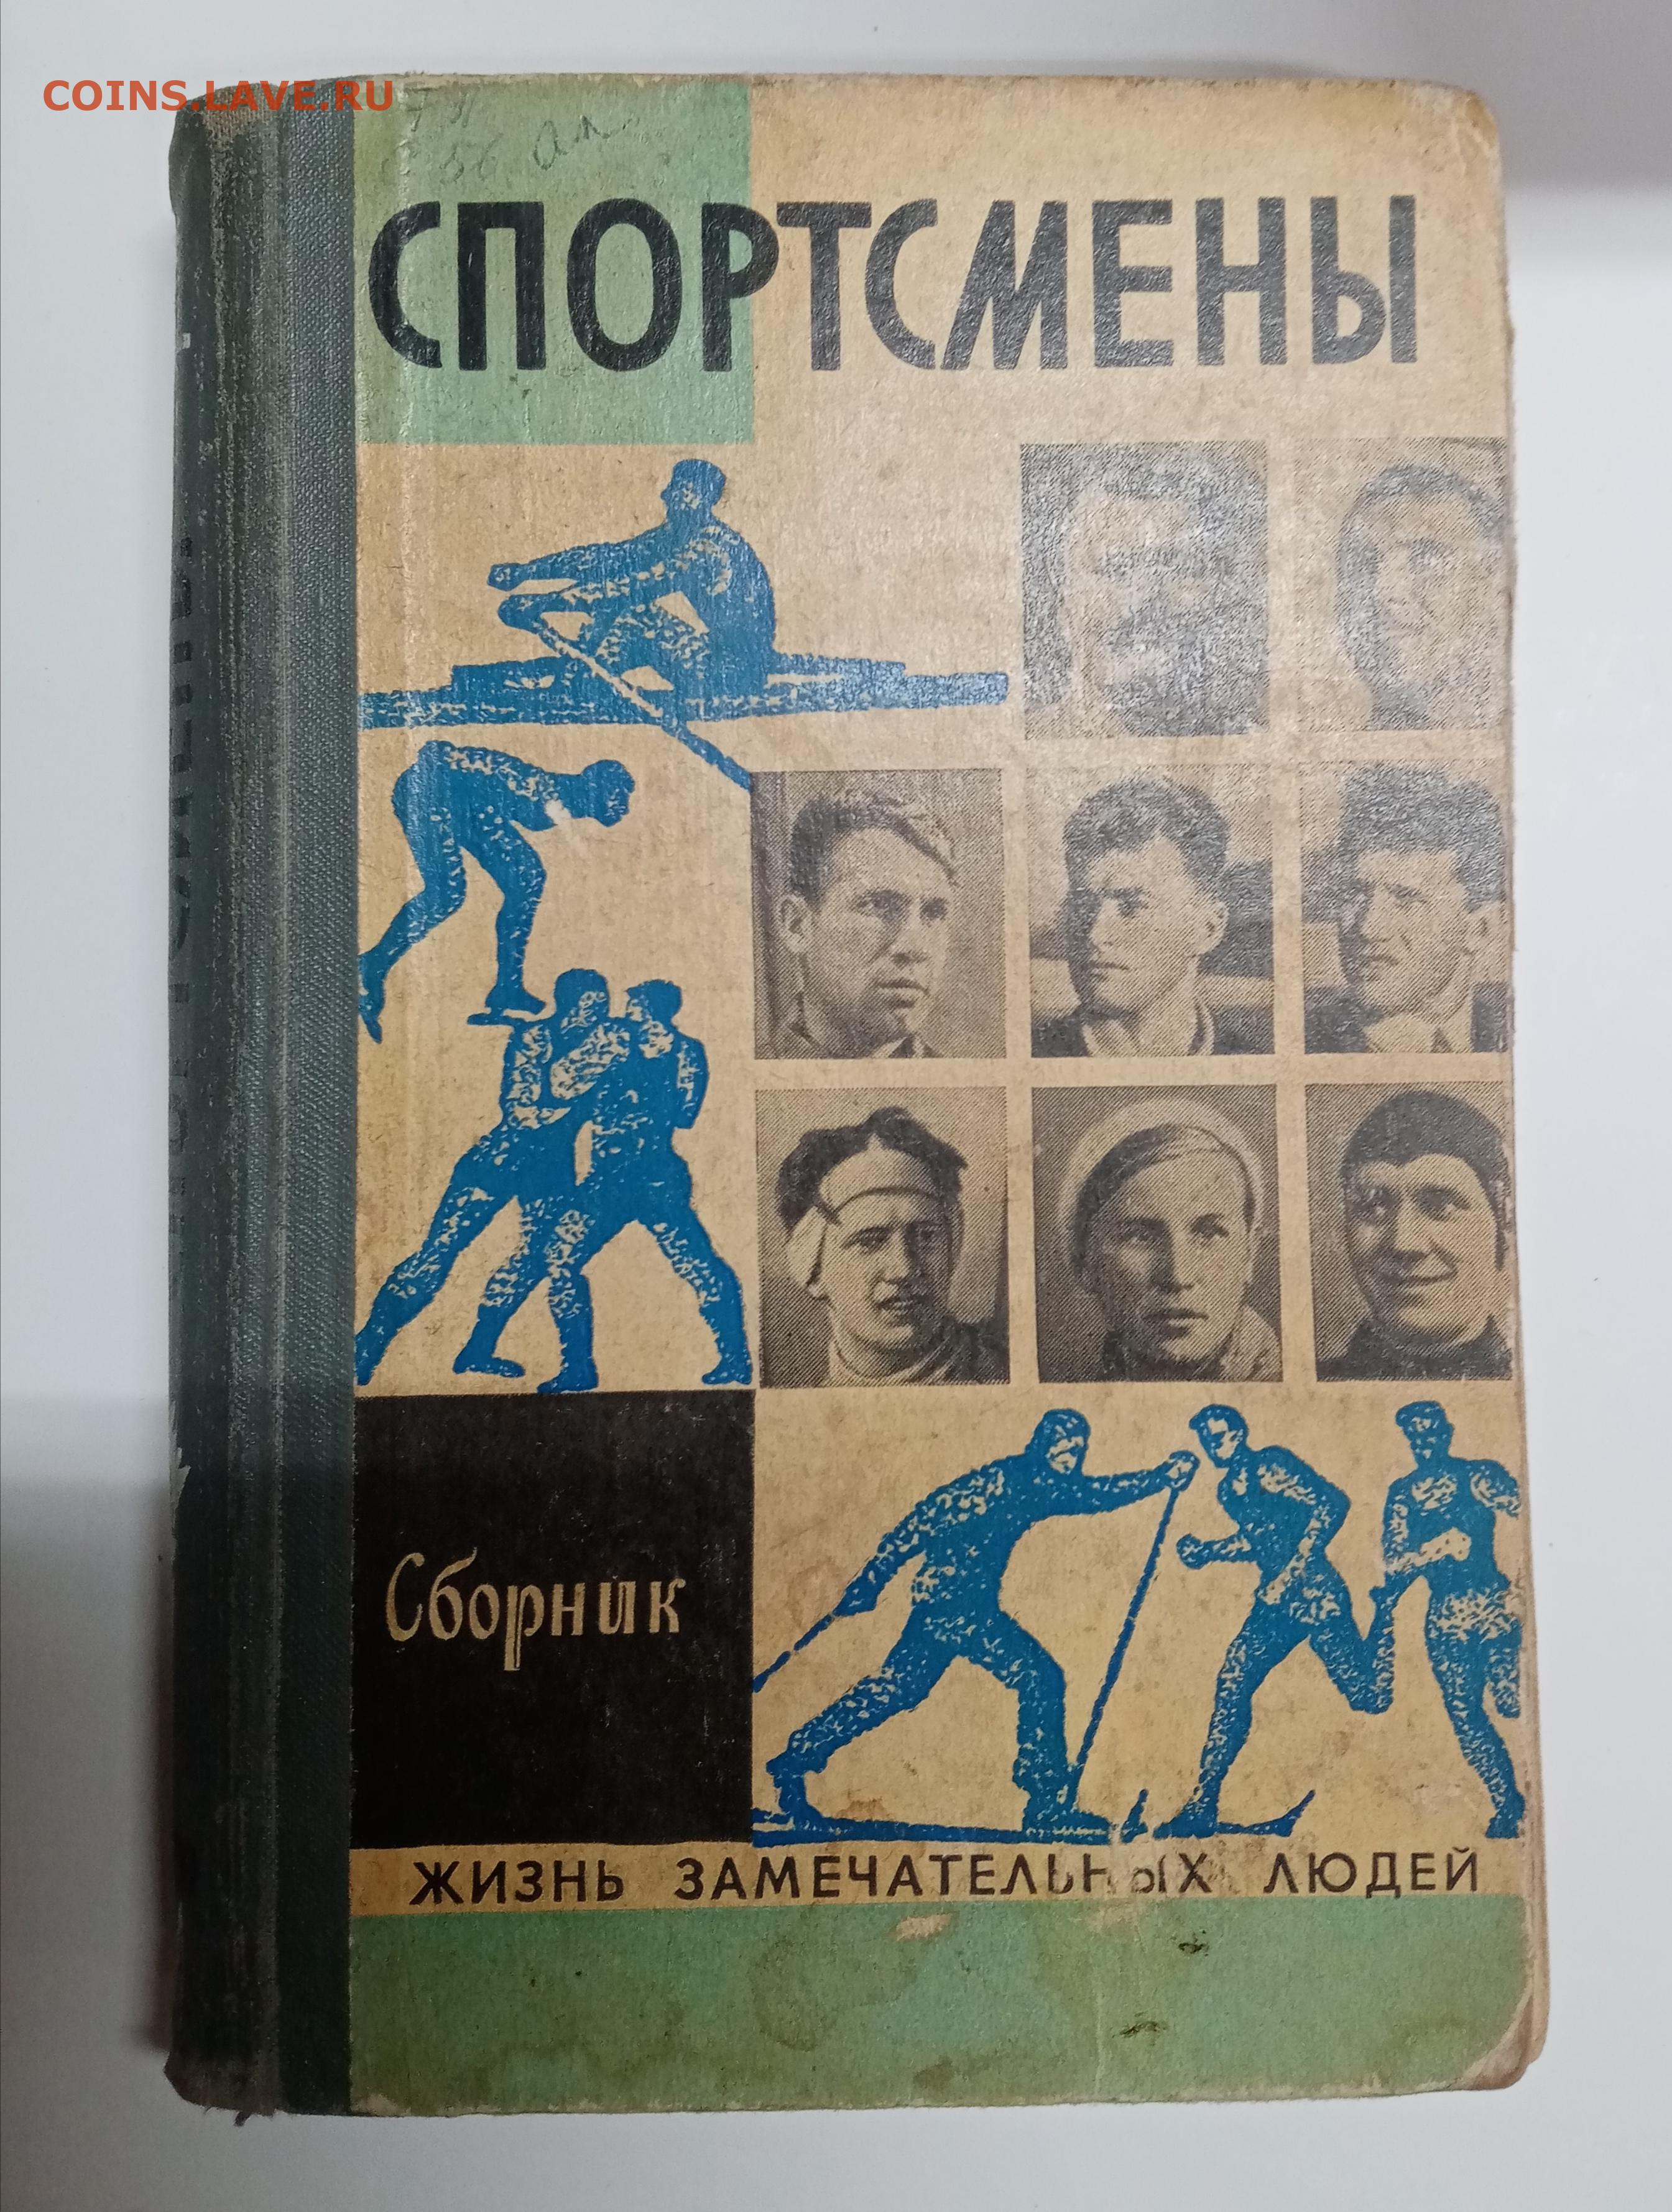 COINS.LAVE.RU
СПОРТСМЕНЫ
Сборник
ЖИЗНЬ ЗАМЕЧАТЕЛЬНЫХ ЛЮДЕЙ